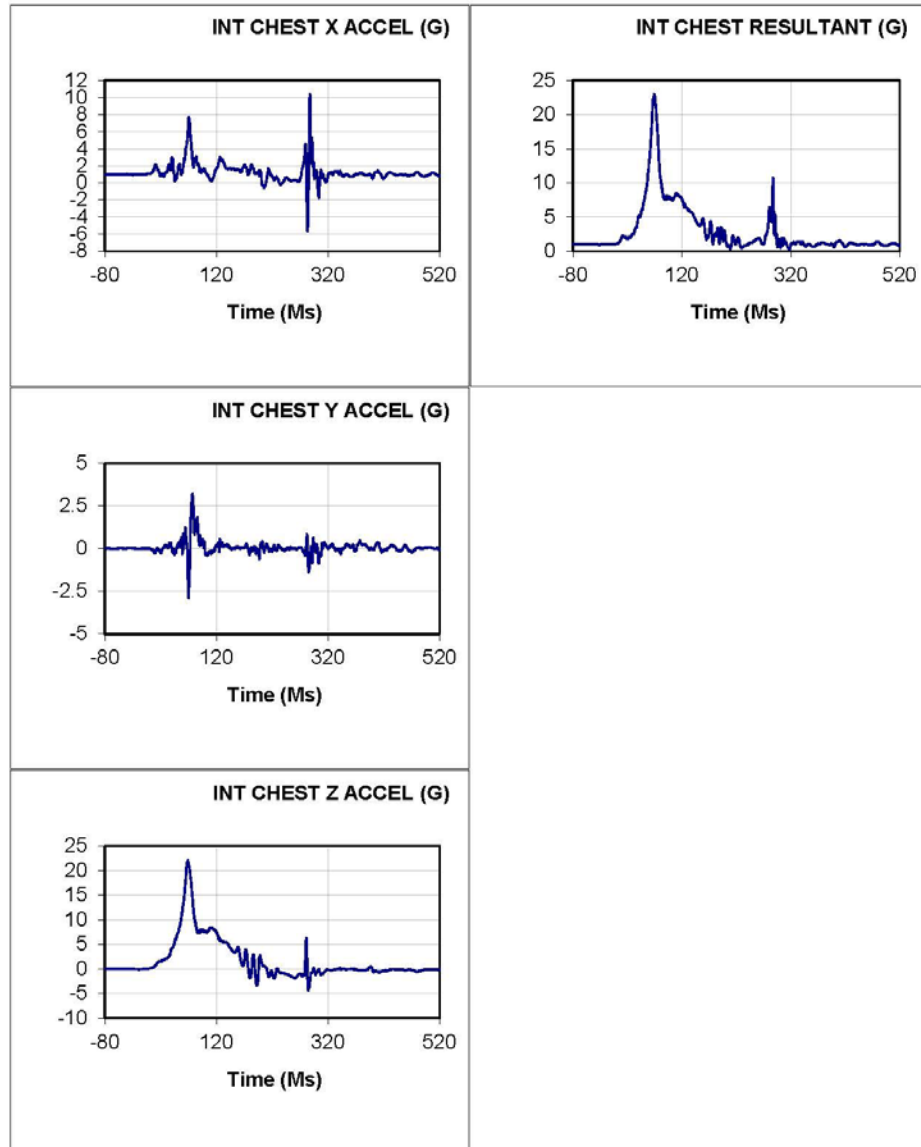 INT CHEST X ACCEL (G)
12
10
8
6
4
2
0
-2
-4
-6
-8
-80 120 320 520
Time (Ms)
INT CHEST RESULTANT (G)
25
20
15
10
5
0
-80 120 320 520
Time (Ms)
INT CHEST Y ACCEL (G)
5
2.5
0
-2.5
-5
-80 120 320 520
Time (Ms)
INT CHEST Z ACCEL (G)
25
20
15
10
5
0
-5
-10
-80 120 320 520
Time (Ms)